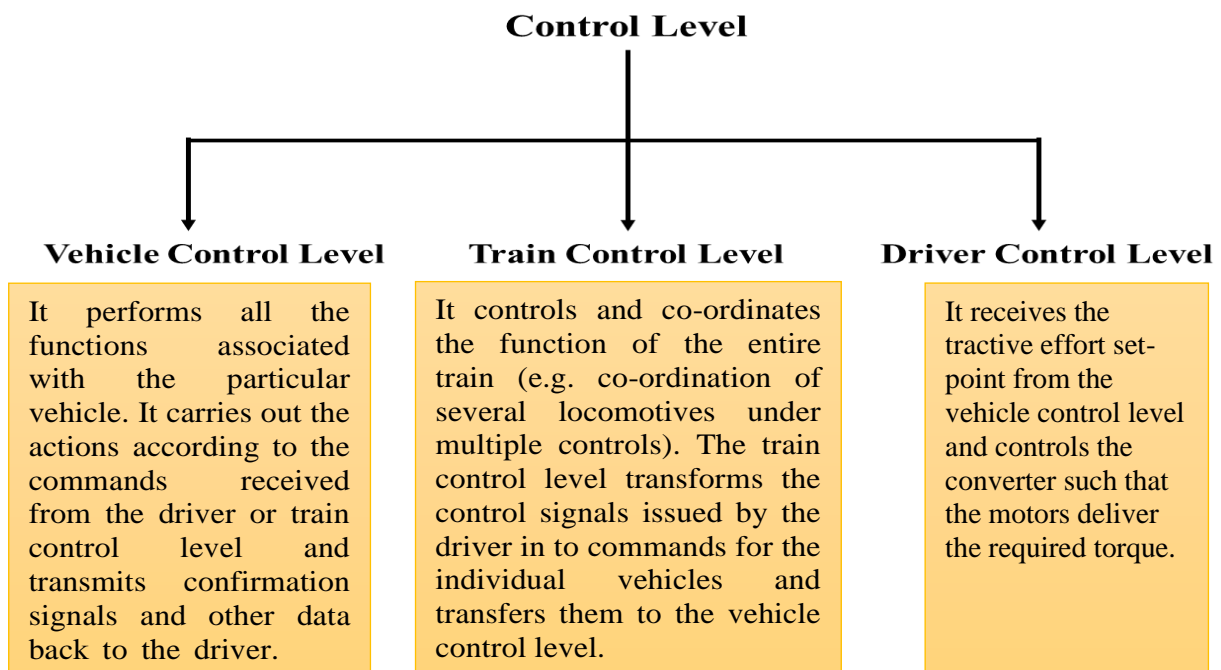 Control Level
Vehicle Control Level
Train Control Level
Driver Control Level
It performs all the
functions associated
with the particular
vehicle. It carries out the
actions according to the
commands received
from the driver or train
control level and
transmits confirmation
signals and other data
back to the driver.
It controls and co-ordinates
the function of the entire
train (e.g. co-ordination of
several locomotives under
multiple controls). The train
control level transforms the
control signals issued by the
driver in to commands for the
individual vehicles and
transfers them to the vehicle
control level.
It receives the
tractive effort set-
point from the
vehicle control level
and controls the
converter such that
the motors deliver
the required torque.